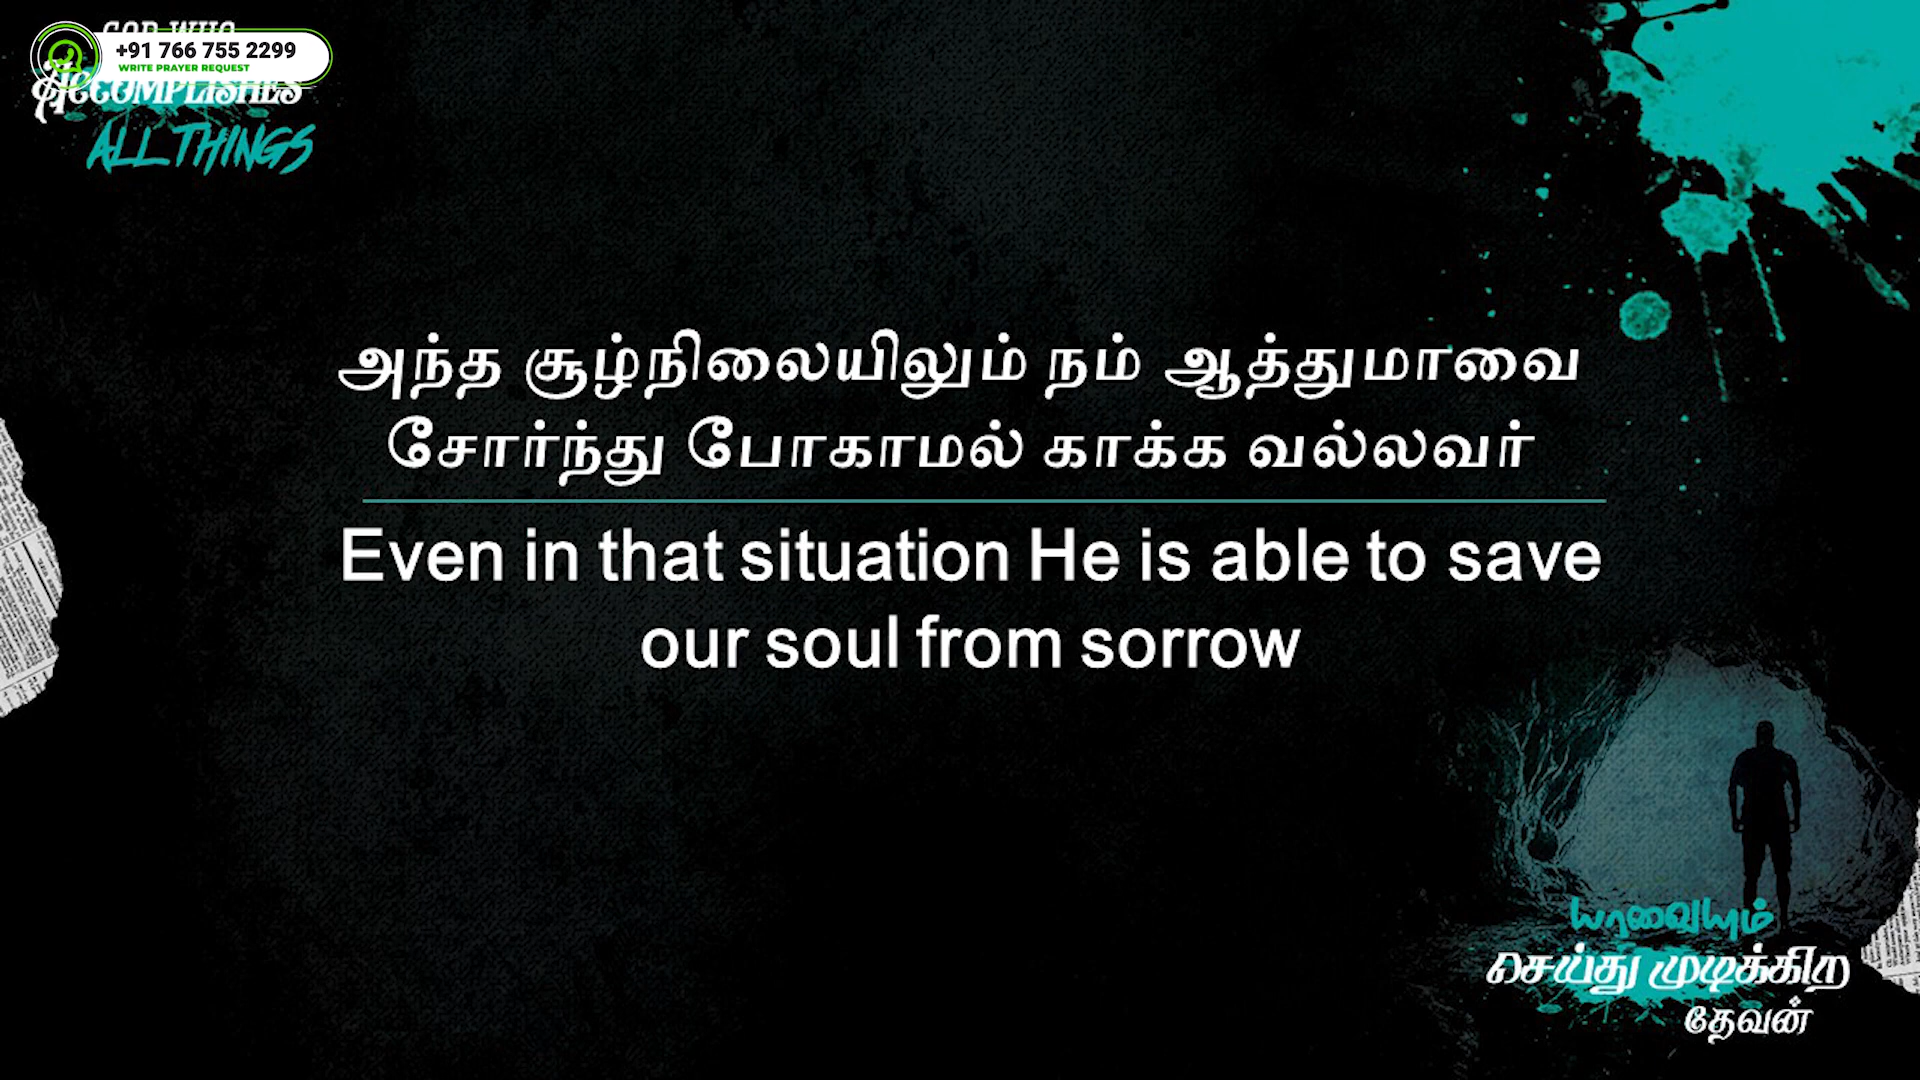 GOD WHO
+91 766 755 2299
WRITE PRAYER REQUEST
ACCOMPLISHES
ALL THINGS
அந்த சூழ்நிலையிலும் நம் ஆத்துமாவை
சோர்ந்து போகாமல் காக்க வல்லவர்
Even in that situation He is able to save
our soul from sorrow
யாவையும்
செய்து முடிக்கிற
தேவன்